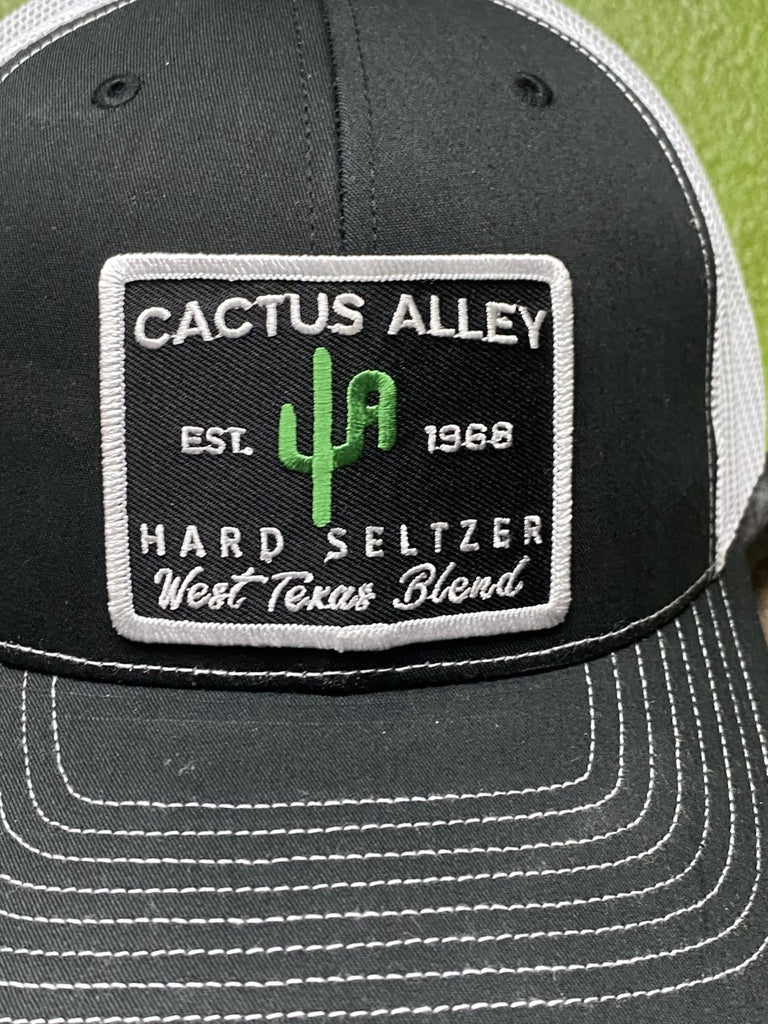 CACTUS ALLEY
EST. 1968
HARD SELTZER
West Texas Blend